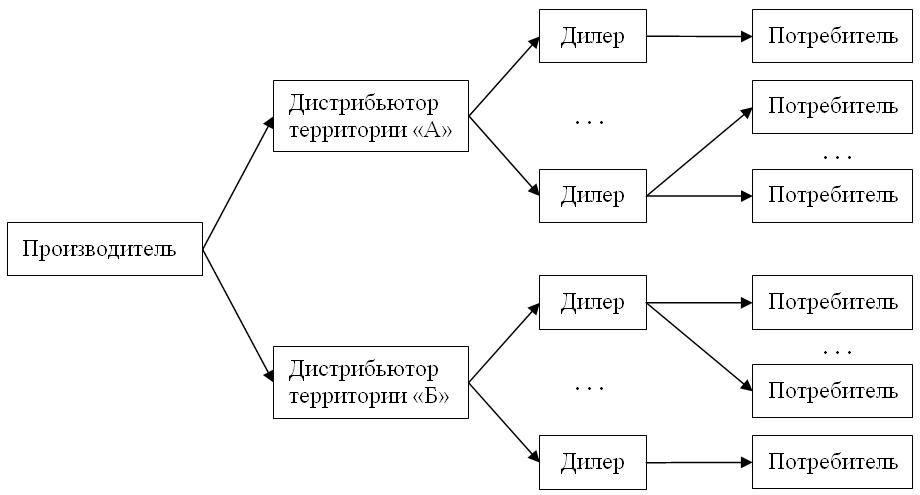 Дилер
Потребитель
Дистрибьютор
территории «А»
Потребитель
. . .
. . .
Дилер
Потребитель
Производитель
Дилер
Потребитель
. . .
Дистрибьютор
территории «Б»
. . .
Потребитель
Дилер
Потребитель